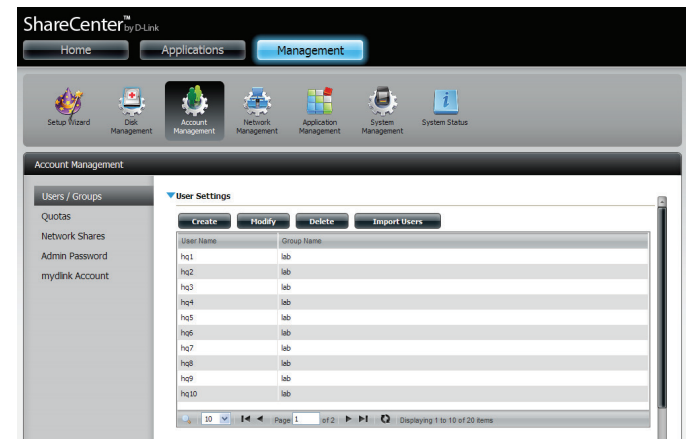 ShareCenter™ by D-Link
Home Applications Management
Setup Wizard Disk Management Account Management Network Management Application Management System Management System Status
Account Management
Users / Groups
Quotas
Network Shares
Admin Password
mydlink Account
User Settings
Create Modify Delete Import Users
User Name Group Name
hq1 lab
hq2 lab
hq3 lab
hq4 lab
hq5 lab
hq6 lab
hq7 lab
hq8 lab
hq9 lab
hq10 lab
10 Page 1 of 2 Displaying 1 to 10 of 20 items